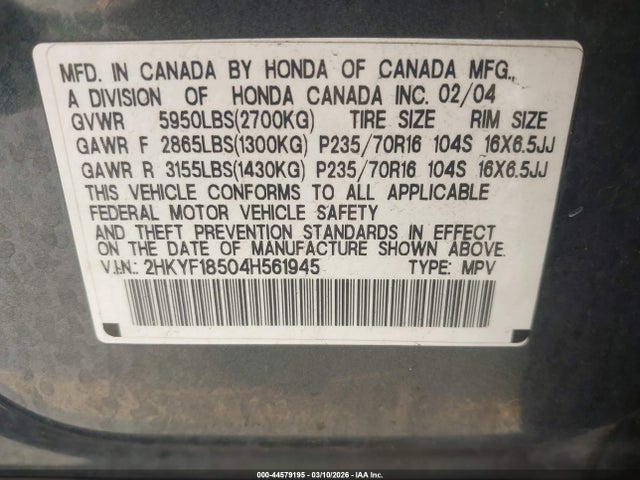 MFD. IN CANADA BY HONDA OF CANADA MFG.,
A DIVISION OF HONDA CANADA INC. 02/04
GVWR 5950LBS(2700KG) TIRE SIZE RIM SIZE
GAWR F 2865LBS(1300KG) P235/70R16 104S 16X6.5JJ
GAWR R 3155LBS(1430KG) P235/70R16 104S 16X6.5JJ
THIS VEHICLE CONFORMS TO ALL APPLICABLE
FEDERAL MOTOR VEHICLE SAFETY
AND THEFT PREVENTION STANDARDS IN EFFECT
ON THE DATE OF MANUFACTURE SHOWN ABOVE.
V.I.N.: 2HKYF18504H561945 TYPE: MPV
000-44579195 - 03/10/2026 - IAA Inc.